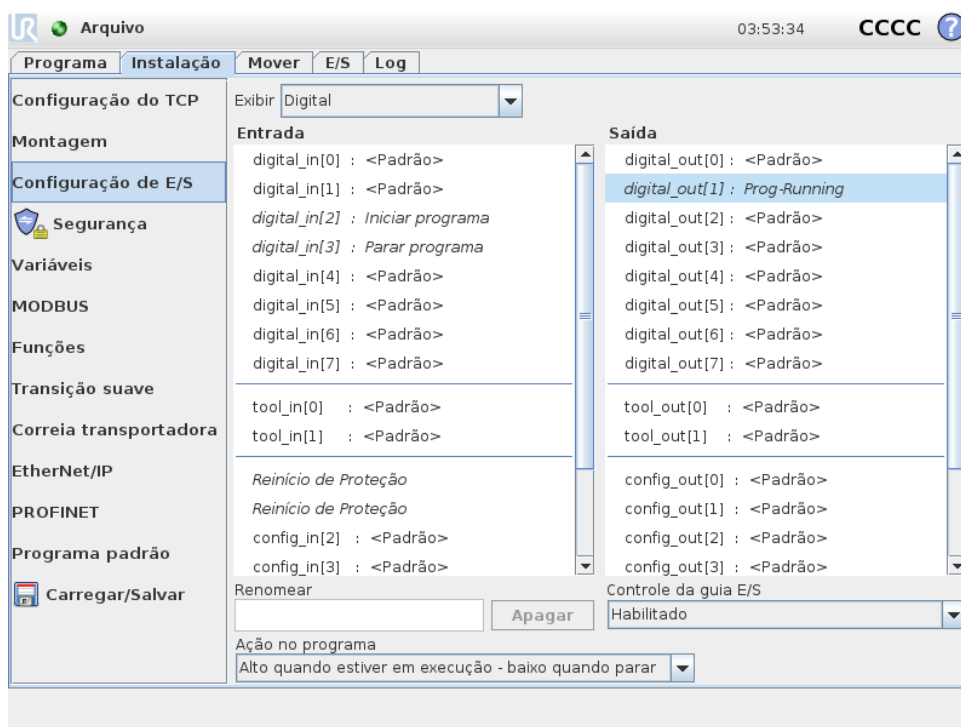 UR Arquivo 03:53:34 CCCC ?
Programa Instalação Mover E/S Log
Configuração do TCP
Montagem
Configuração de E/S
Segurança
Variáveis
MODBUS
Funções
Transição suave
Correia transportadora
EtherNet/IP
PROFINET
Programa padrão
Carregar/Salvar
Exibir Digital
Entrada
digital_in[0] : <Padrão>
digital_in[1] : <Padrão>
digital_in[2] : Iniciar programa
digital_in[3] : Parar programa
digital_in[4] : <Padrão>
digital_in[5] : <Padrão>
digital_in[6] : <Padrão>
digital_in[7] : <Padrão>
tool_in[0] : <Padrão>
tool_in[1] : <Padrão>
Reinício de Proteção
Reinício de Proteção
config_in[2] : <Padrão>
config_in[3] : <Padrão>
Saída
digital_out[0] : <Padrão>
digital_out[1] : Prog-Running
digital_out[2] : <Padrão>
digital_out[3] : <Padrão>
digital_out[4] : <Padrão>
digital_out[5] : <Padrão>
digital_out[6] : <Padrão>
digital_out[7] : <Padrão>
tool_out[0] : <Padrão>
tool_out[1] : <Padrão>
config_out[0] : <Padrão>
config_out[1] : <Padrão>
config_out[2] : <Padrão>
config_out[3] : <Padrão>
Renomear
Apagar
Controle da guia E/S
Habilitado
Ação no programa
Alto quando estiver em execução - baixo quando parar